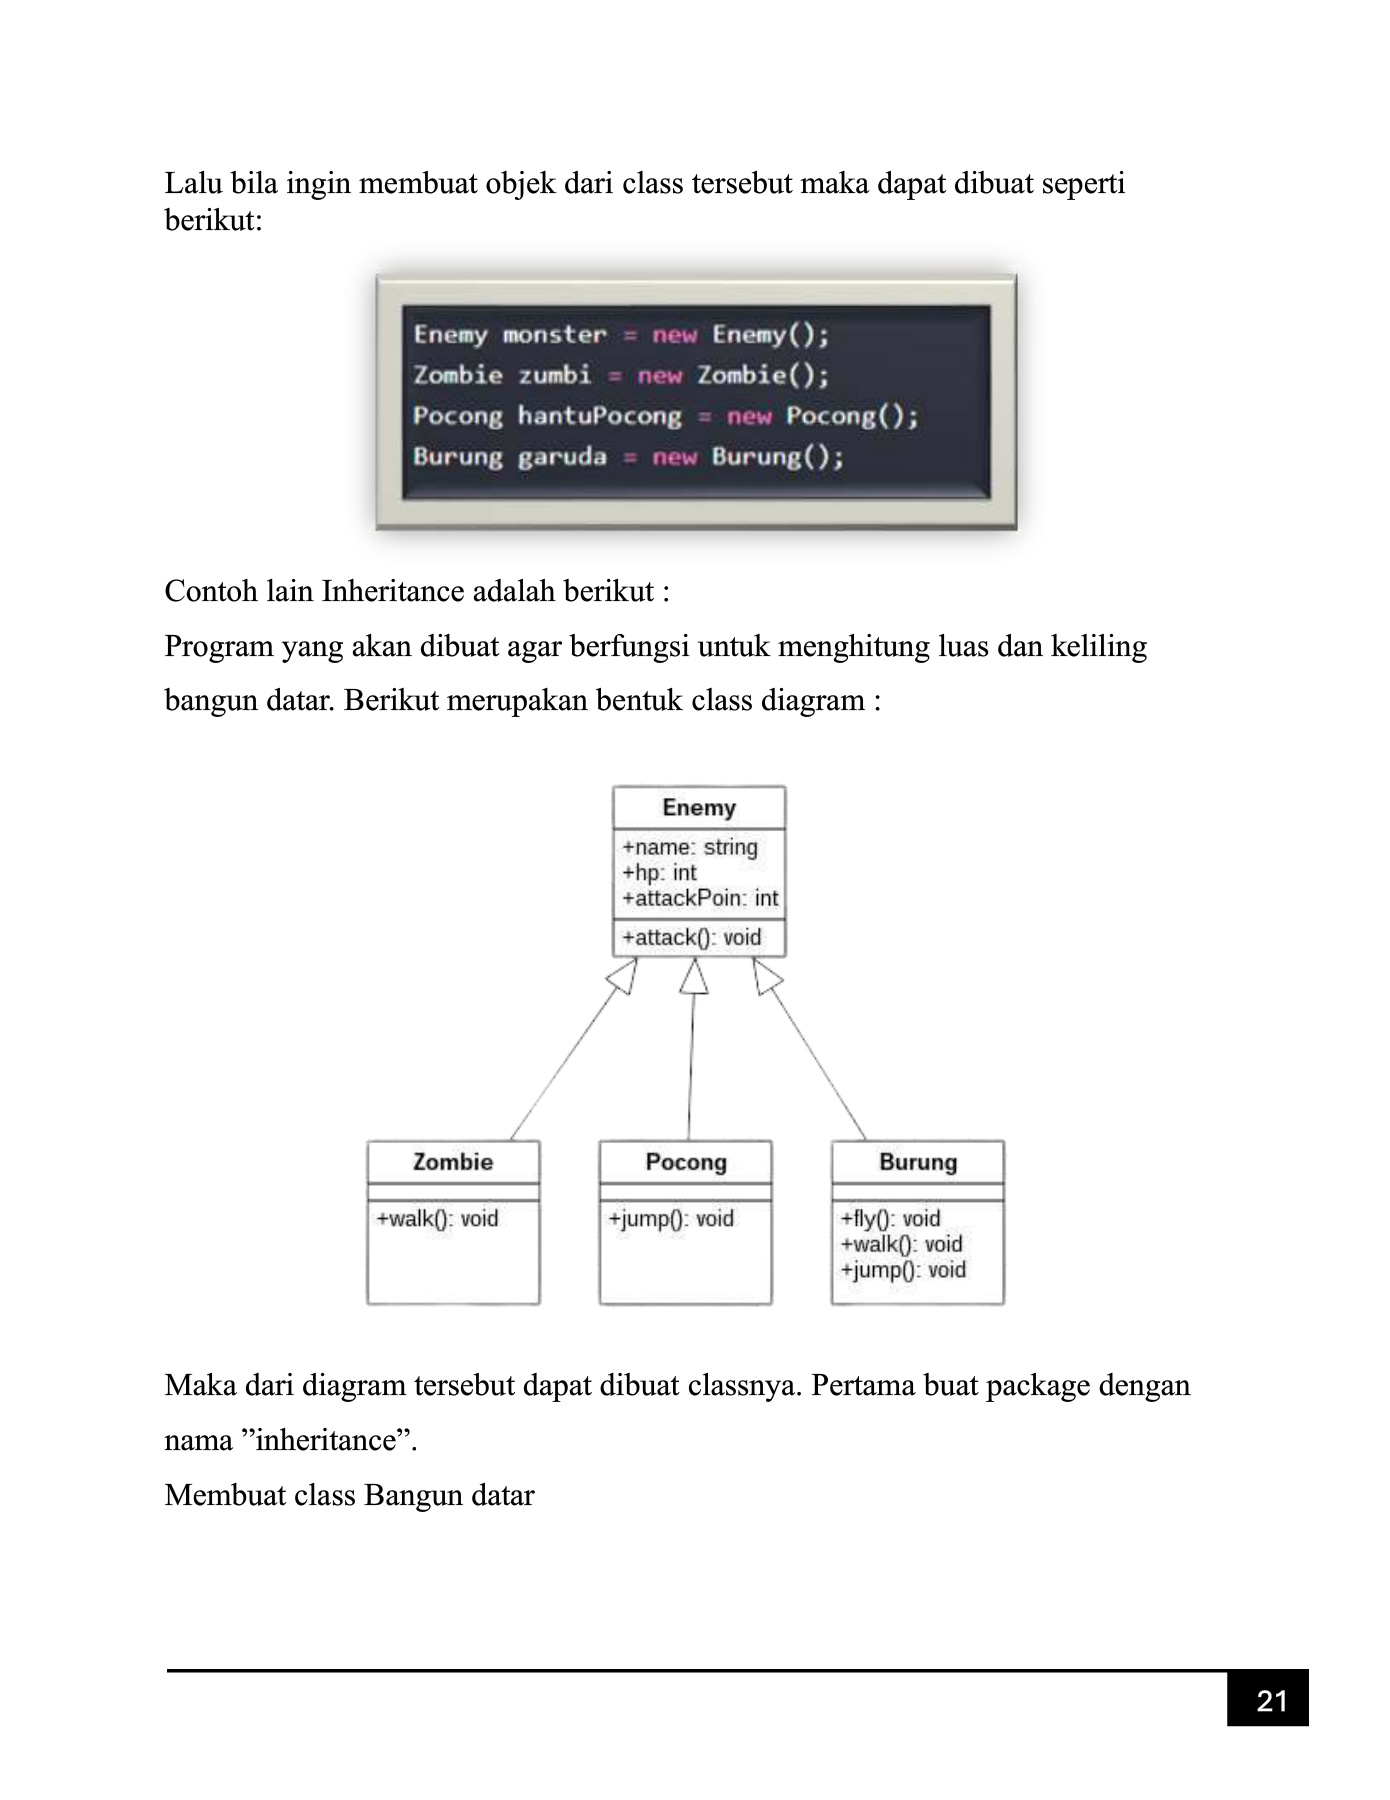 Lalu bila ingin membuat objek dari class tersebut maka dapat dibuat seperti
berikut:
Enemy monster = new Enemy();
Zombie zumbi = new Zombie();
Pocong hantuPocong = new Pocong();
Burung garuda = new Burung();
Contoh lain Inheritance adalah berikut :
Program yang akan dibuat agar berfungsi untuk menghitung luas dan keliling
bangun datar. Berikut merupakan bentuk class diagram :
Enemy
+name: string
+hp: int
+attackPoin: int
+attack(): void
Zombie
+walk(): void
Pocong
+jump(): void
Burung
+fly(): void
+walk(): void
+jump(): void
Maka dari diagram tersebut dapat dibuat classnya. Pertama buat package dengan
nama ”inheritance”.
Membuat class Bangun datar
21